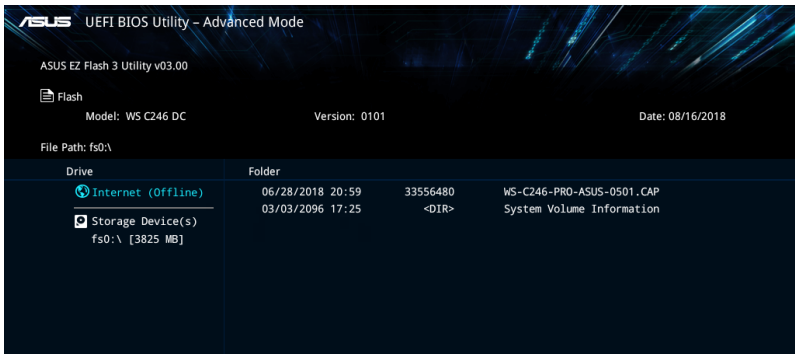 ASUS UEFI BIOS Utility – Advanced Mode
ASUS EZ Flash 3 Utility v03.00
Flash
Model: WS C246 DC Version: 0101 Date: 08/16/2018
File Path: fs0:\
Drive Folder
Internet (Offline) 06/28/2018 20:59 33556480 WS-C246-PRO-ASUS-0501.CAP
03/03/2096 17:25 <DIR> System Volume Information
Storage Device(s)
fs0:\ [3825 MB]